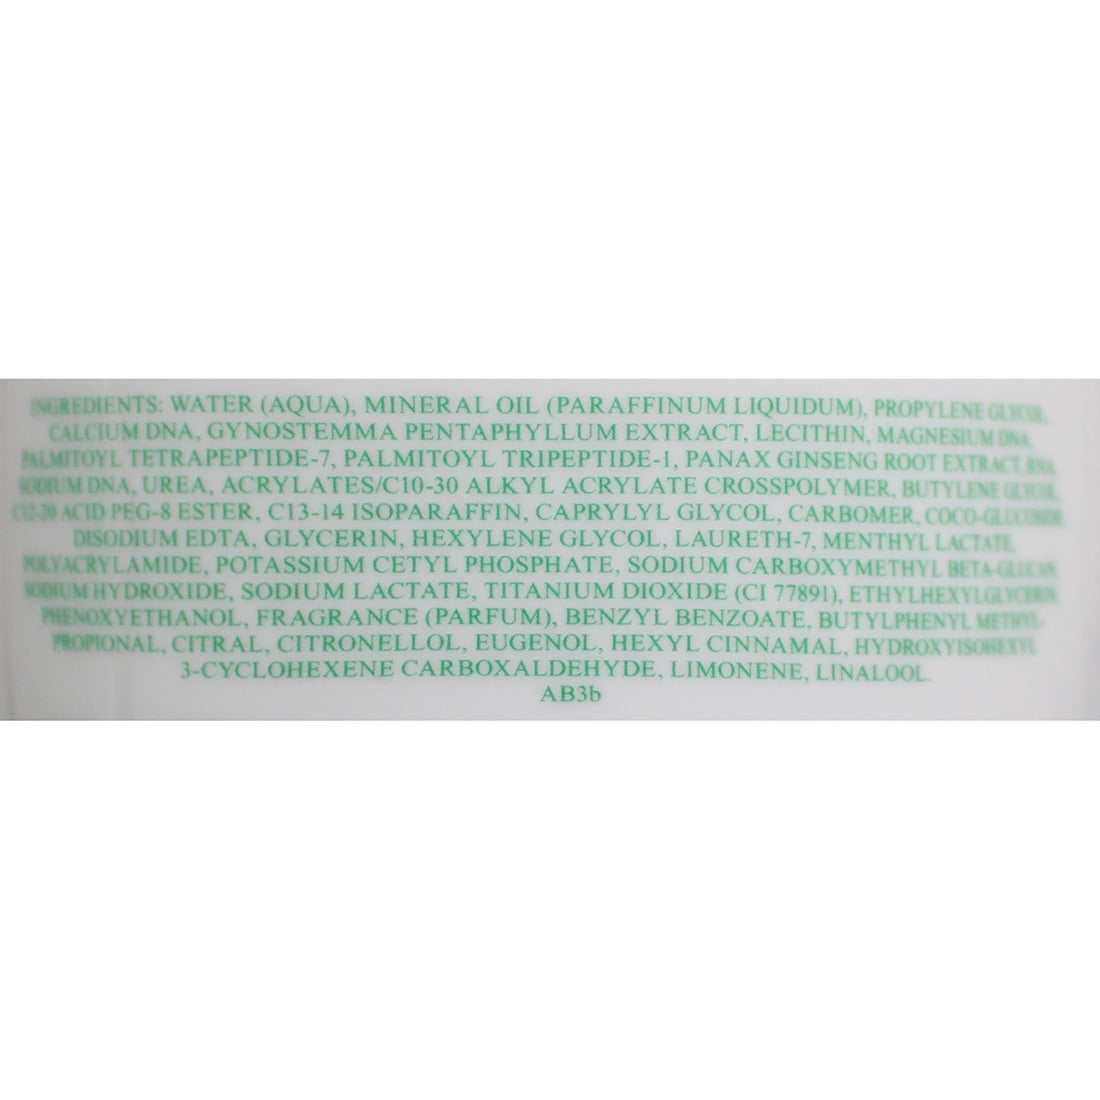 INGREDIENTS: WATER (AQUA), MINERAL OIL (PARAFFINUM LIQUIDUM), PROPYLENE GLYCOL,
CALCIUM DNA, GYNOSTEMMA PENTAPHYLLUM EXTRACT, LECITHIN, MAGNESIUM DNA,
PALMITOYL TETRAPEPTIDE-7, PALMITOYL TRIPEPTIDE-1, PANAX GINSENG ROOT EXTRACT, RNA,
SODIUM DNA, UREA, ACRYLATES/C10-30 ALKYL ACRYLATE CROSSPOLYMER, BUTYLENE GLYCOL,
C12-20 ACID PEG-8 ESTER, C13-14 ISOPARAFFIN, CAPRYLYL GLYCOL, CARBOMER, COCO-GLUCOSIDE,
DISODIUM EDTA, GLYCERIN, HEXYLENE GLYCOL, LAURETH-7, MENTHYL LACTATE,
POLYACRYLAMIDE, POTASSIUM CETYL PHOSPHATE, SODIUM CARBOXYMETHYL BETA-GLUCAN,
SODIUM HYDROXIDE, SODIUM LACTATE, TITANIUM DIOXIDE (CI 77891), ETHYLHEXYLGLYCERIN,
PHENOXYETHANOL, FRAGRANCE (PARFUM), BENZYL BENZOATE, BUTYLPHENYL METHYL-
PROPIONAL, CITRAL, CITRONELLOL, EUGENOL, HEXYL CINNAMAL, HYDROXYISOHEXYL
3-CYCLOHEXENE CARBOXALDEHYDE, LIMONENE, LINALOOL.
AB3b